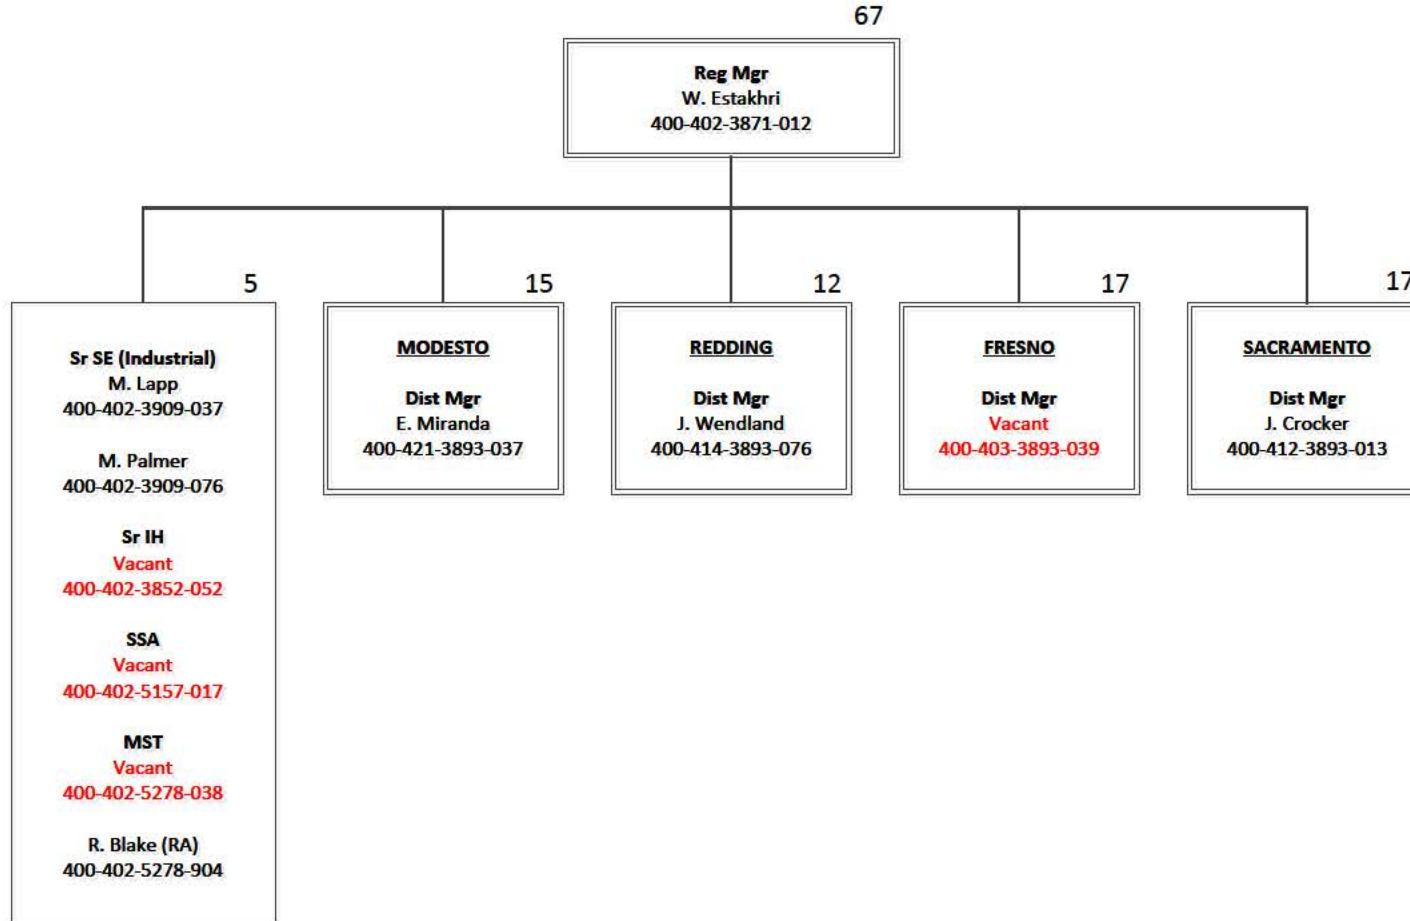 67
Reg Mgr
W. Estakhri
400-402-3871-012
5
Sr SE (Industrial)
M. Lapp
400-402-3909-037
M. Palmer
400-402-3909-076
Sr IH
Vacant
400-402-3852-052
SSA
Vacant
400-402-5157-017
MST
Vacant
400-402-5278-038
R. Blake (RA)
400-402-5278-904
15
MODESTO
Dist Mgr
E. Miranda
400-421-3893-037
12
REDDING
Dist Mgr
J. Wendland
400-414-3893-076
17
FRESNO
Dist Mgr
Vacant
400-403-3893-039
17
SACRAMENTO
Dist Mgr
J. Crocker
400-412-3893-013